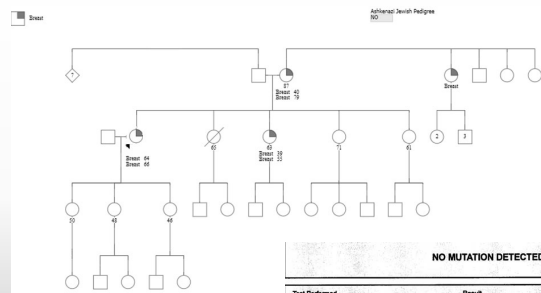 Breast
Ashkenazi Jewish Pedigree
NO
?
87
Breast 40
Breast 79
Breast
Breast 64
Breast 66
65
63
Breast 39
Breast 55
71
61
2
3
50
48
46
NO MUTATION DETECTED
Test Performed
Result